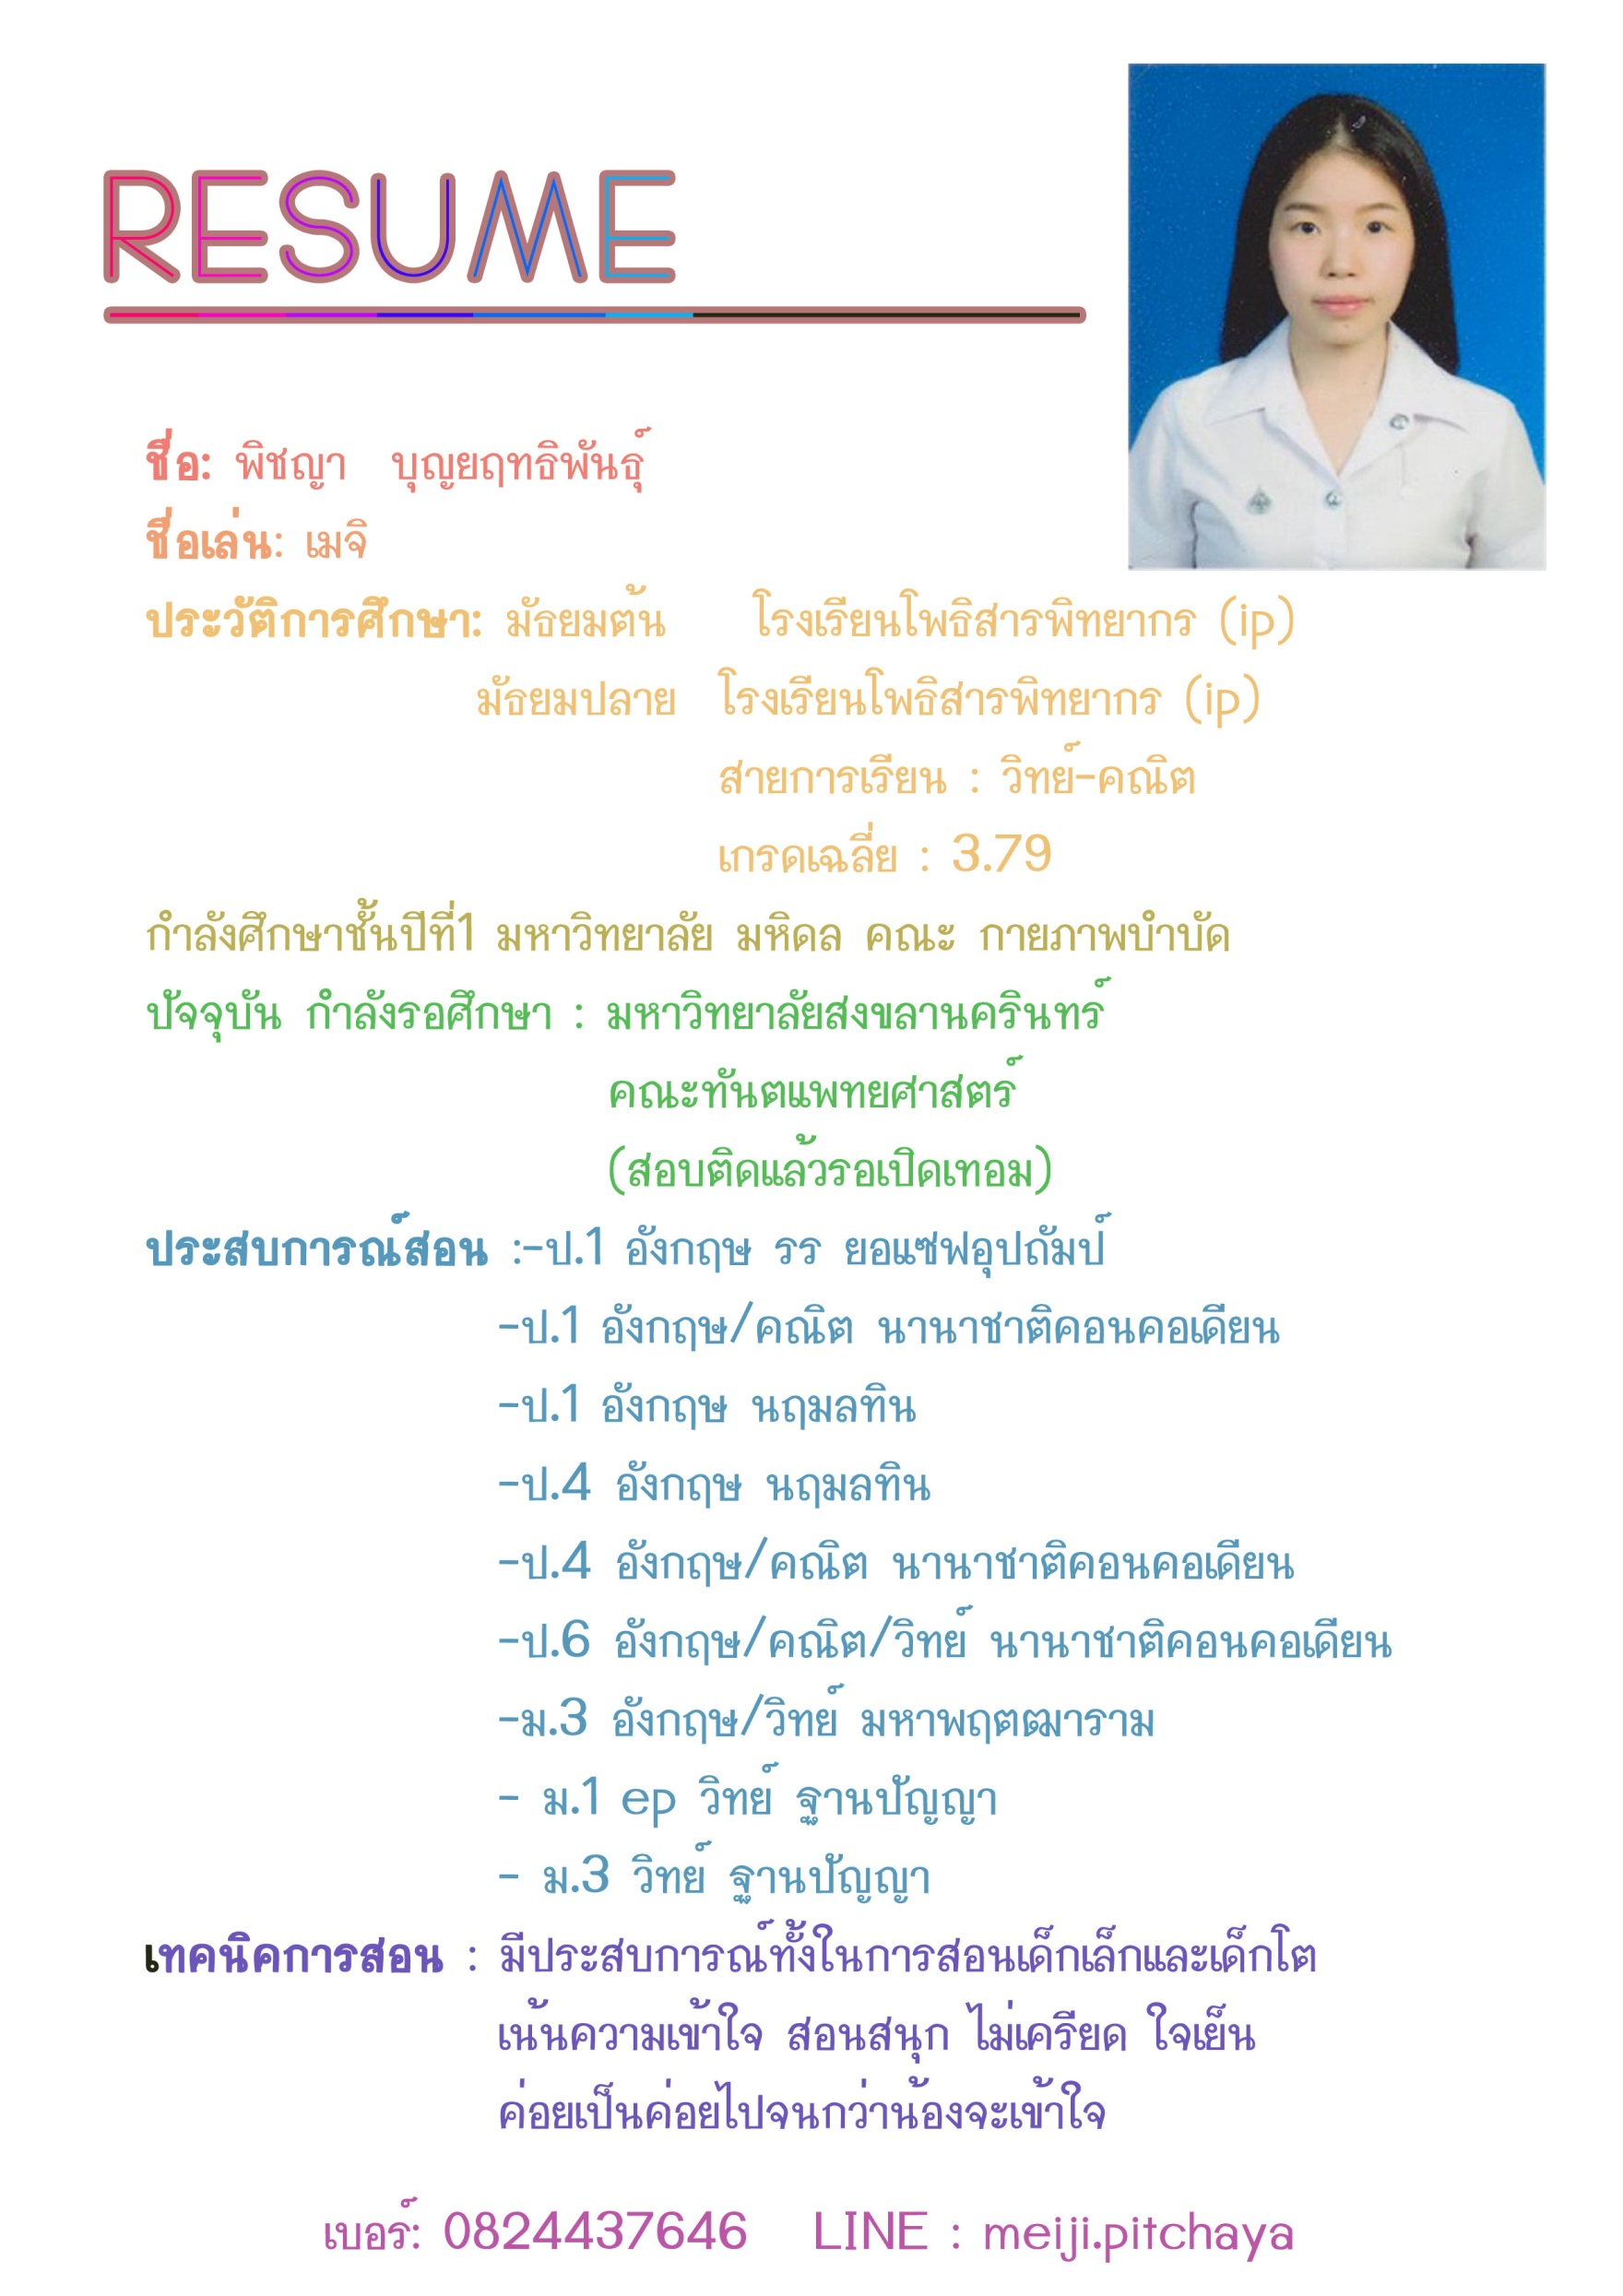 RESUME
ชื่อ: พิชญา บุญยฤทธิพันธุ์
ชื่อเล่น: เมจิ
ประวัติการศึกษา: มัธยมต้น โรงเรียนโพธิสารพิทยากร (ip)
มัธยมปลาย โรงเรียนโพธิสารพิทยากร (ip)
สายการเรียน : วิทย์-คณิต
เกรดเฉลี่ย : 3.79
กำลังศึกษาชั้นปีที่1 มหาวิทยาลัย มหิดล คณะ กายภาพบำบัด
ปัจจุบัน กำลังรอศึกษา : มหาวิทยาลัยสงขลานครินทร์
คณะทันตแพทยศาสตร์
(สอบติดแล้วรอเปิดเทอม)
ประสบการณ์สอน :-ป.1 อังกฤษ รร ยอแซฟอุปถัมป์
-ป.1 อังกฤษ/คณิต นานาชาติคอนคอเดียน
-ป.1 อังกฤษ นฤมลทิน
-ป.4 อังกฤษ นฤมลทิน
-ป.4 อังกฤษ/คณิต นานาชาติคอนคอเดียน
-ป.6 อังกฤษ/คณิต/วิทย์ นานาชาติคอนคอเดียน
-ม.3 อังกฤษ/วิทย์ มหาพฤตฒาราม
- ม.1 ep วิทย์ ฐานปัญญา
- ม.3 วิทย์ ฐานปัญญา
เทคนิคการสอน : มีประสบการณ์ทั้งในการสอนเด็กเล็กและเด็กโต
เน้นความเข้าใจ สอนสนุก ไม่เครียด ใจเย็น
ค่อยเป็นค่อยไปจนกว่าน้องจะเข้าใจ
เบอร์: 0824437646 LINE : meiji.pitchaya